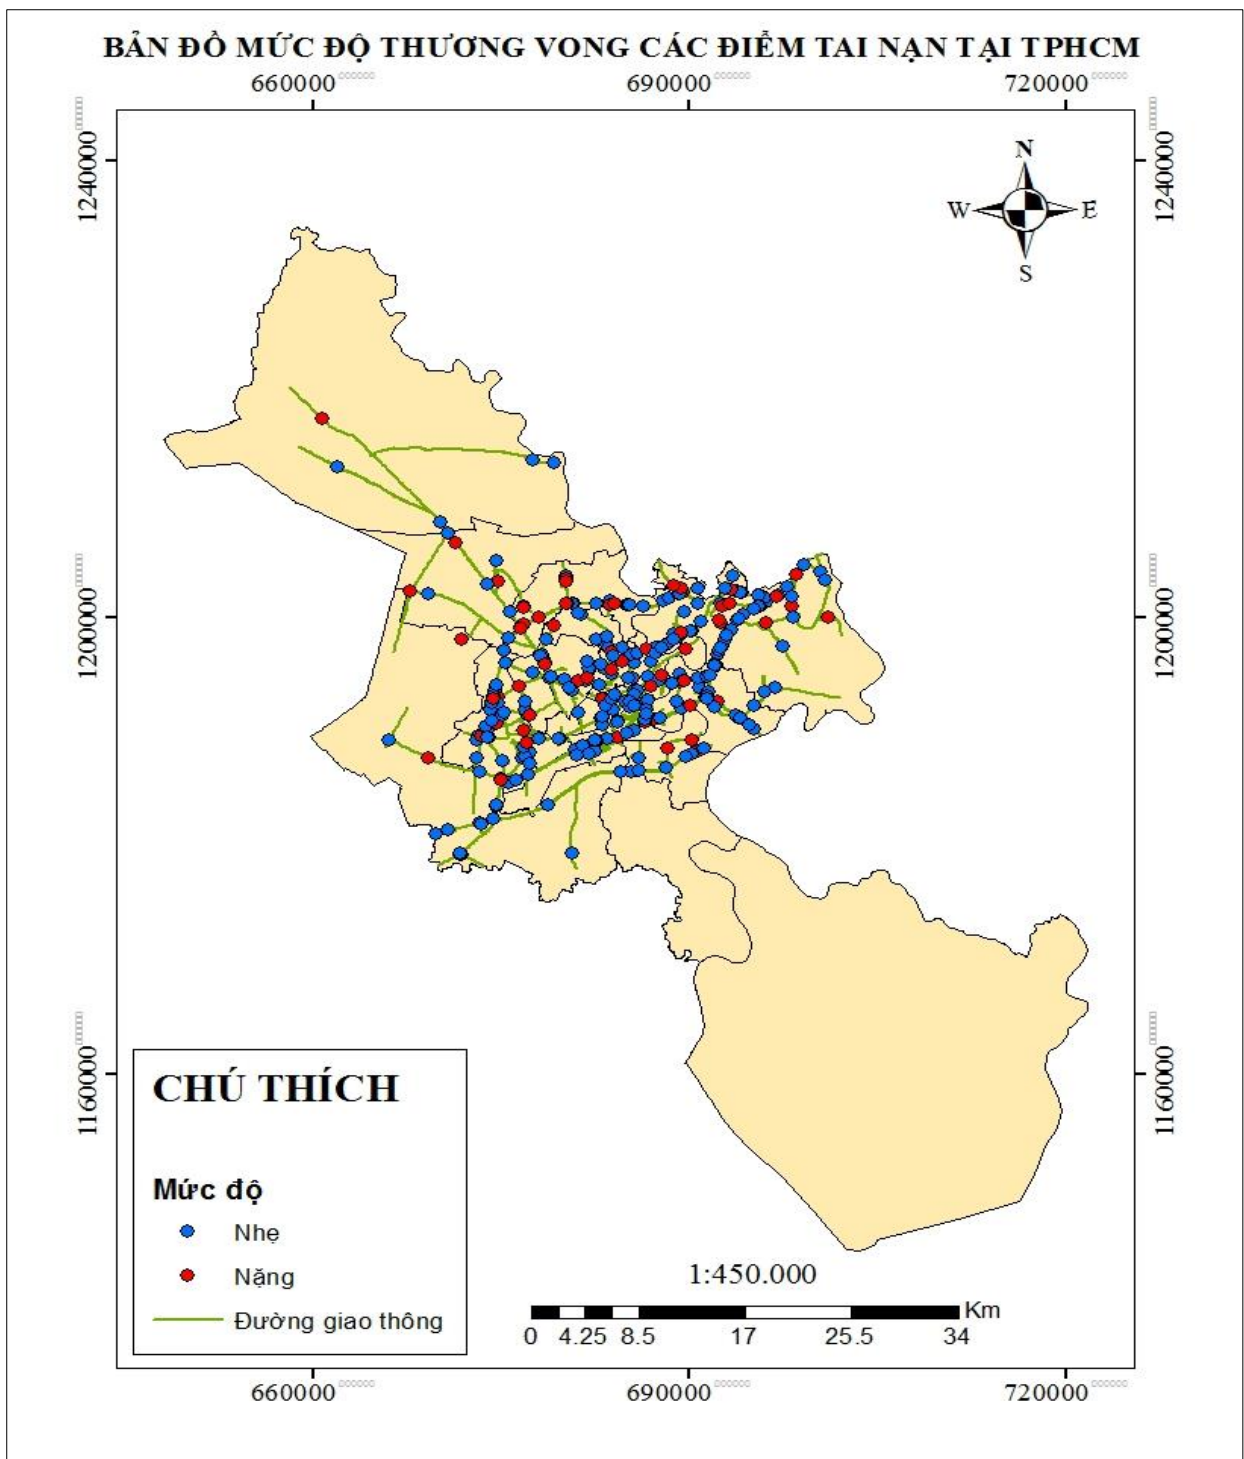 BẢN ĐỒ MỨC ĐỘ THƯƠNG VONG CÁC ĐIỂM TAI NẠN TẠI TPHCM
660000 690000 720000
1240000 1240000
N
W E
S
1200000 1200000
1160000 1160000
CHÚ THÍCH
Mức độ
Nhẹ
Nặng
Đường giao thông
1:450.000
Km
0 4.25 8.5 17 25.5 34
660000 690000 720000